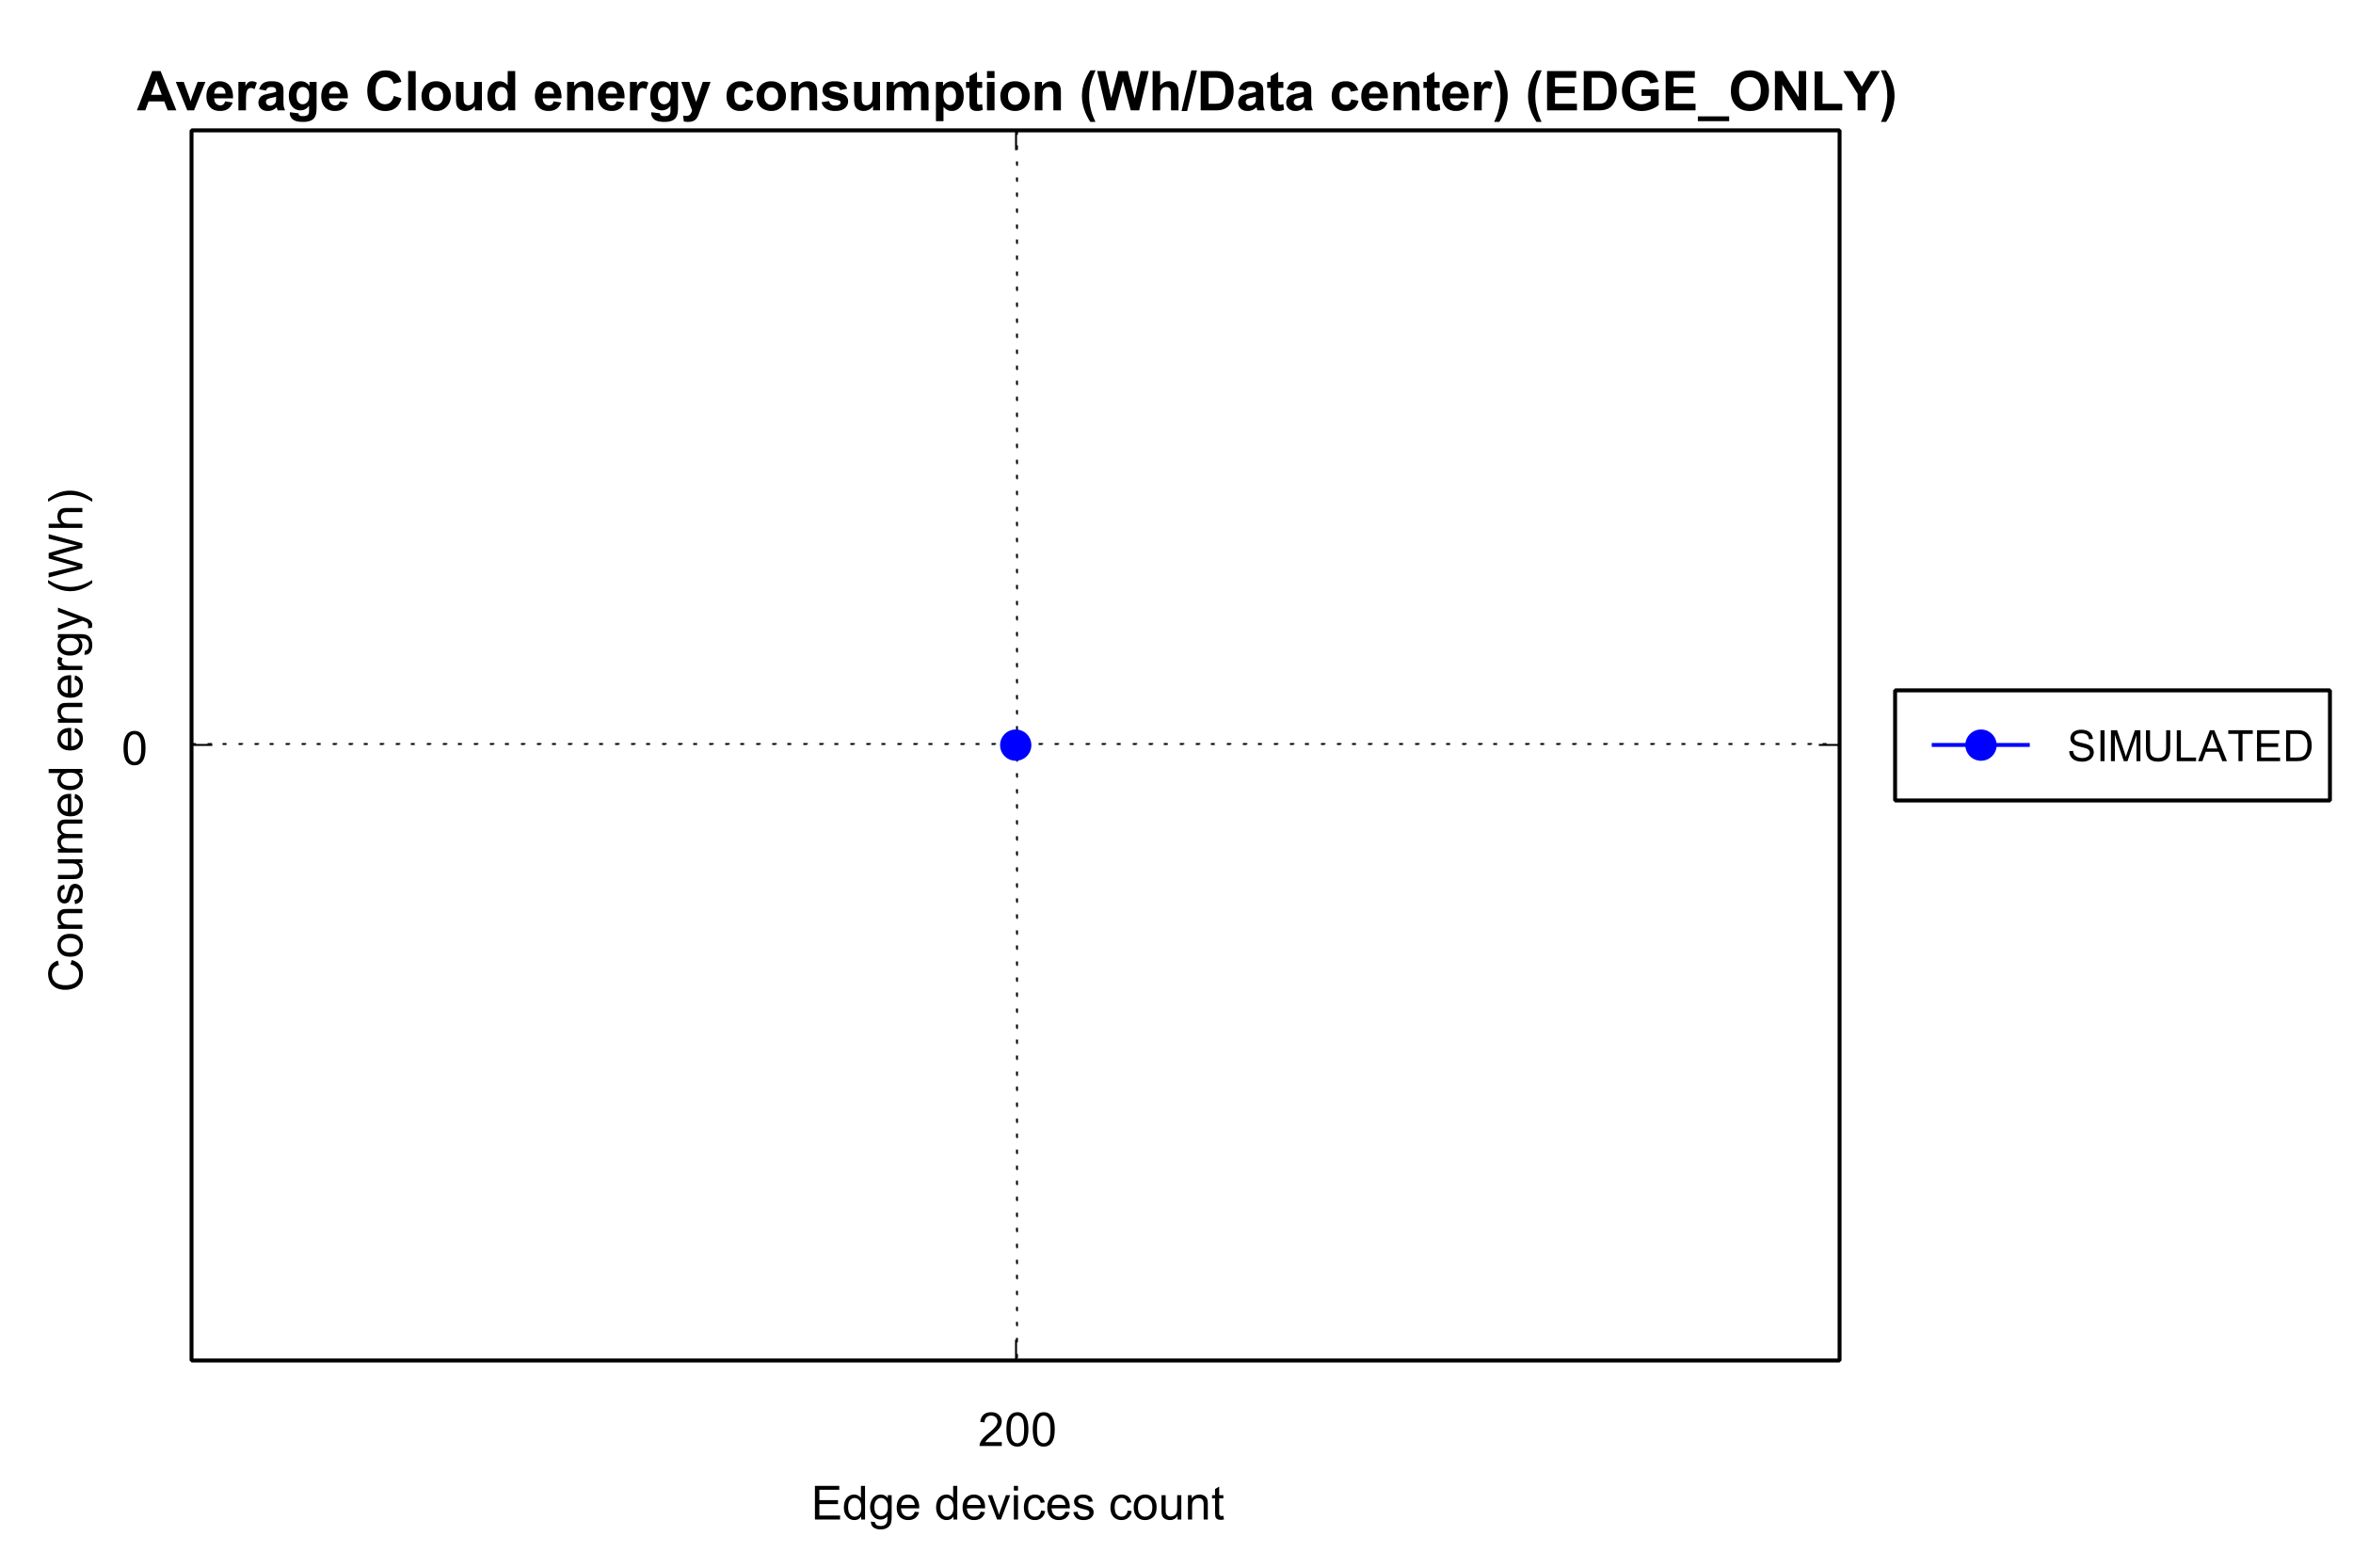 Average Cloud energy consumption (Wh/Data center) (EDGE_ONLY)
Consumed energy (Wh)
0
SIMULATED
200
Edge devices count